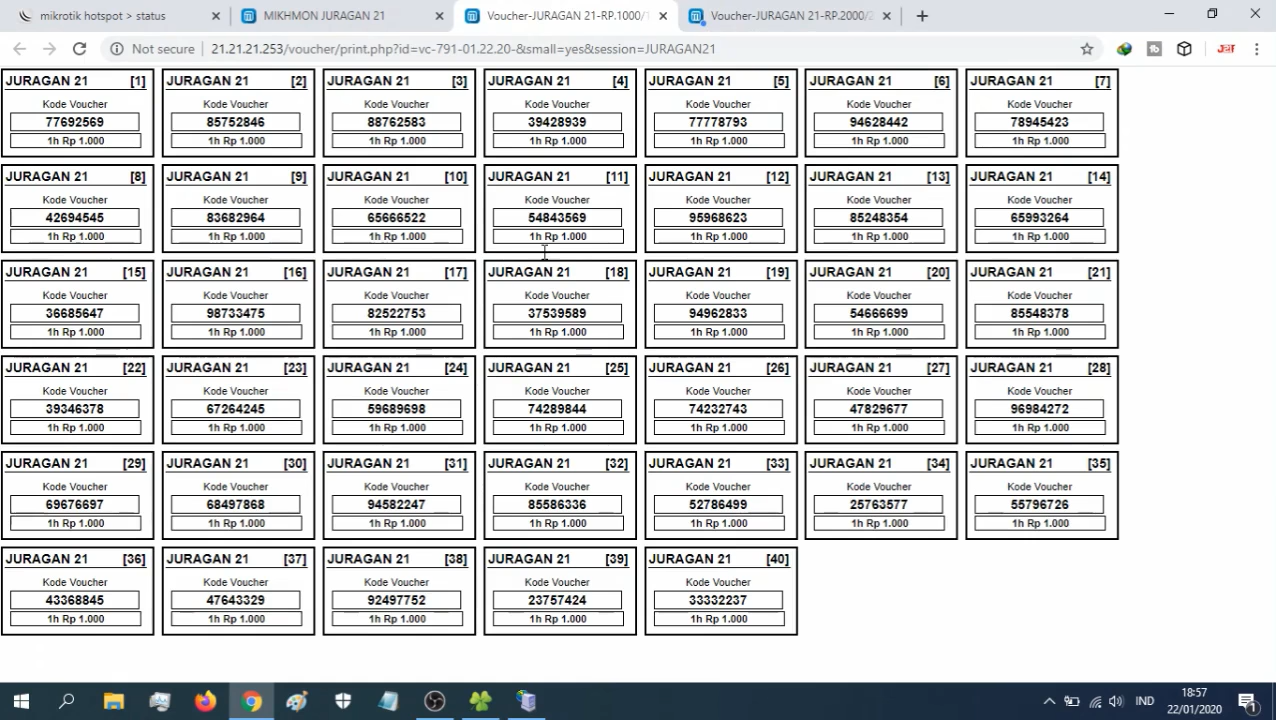 mikrotik hotspot > status
MIKHMON JURAGAN 21
Voucher-JURAGAN 21-RP.1000/1
Voucher-JURAGAN 21-RP.2000/2
Not secure
21.21.21.253/voucher/print.php?id=vc-791-01.22.20-&small=yes&session=JURAGAN21
JURAGAN 21 [1] JURAGAN 21 [2] JURAGAN 21 [3] JURAGAN 21 [4] JURAGAN 21 [5] JURAGAN 21 [6] JURAGAN 21 [7]
Kode Voucher Kode Voucher Kode Voucher Kode Voucher Kode Voucher Kode Voucher Kode Voucher
77692569 85752846 88762583 39428939 77778793 94628442 78945423
1h Rp 1.000 1h Rp 1.000 1h Rp 1.000 1h Rp 1.000 1h Rp 1.000 1h Rp 1.000 1h Rp 1.000
JURAGAN 21 [8] JURAGAN 21 [9] JURAGAN 21 [10] JURAGAN 21 [11] JURAGAN 21 [12] JURAGAN 21 [13] JURAGAN 21 [14]
Kode Voucher Kode Voucher Kode Voucher Kode Voucher Kode Voucher Kode Voucher Kode Voucher
42694545 83682964 65666522 54843569 95968623 85248354 65993264
1h Rp 1.000 1h Rp 1.000 1h Rp 1.000 1h Rp 1.000 1h Rp 1.000 1h Rp 1.000 1h Rp 1.000
JURAGAN 21 [15] JURAGAN 21 [16] JURAGAN 21 [17] JURAGAN 21 [18] JURAGAN 21 [19] JURAGAN 21 [20] JURAGAN 21 [21]
Kode Voucher Kode Voucher Kode Voucher Kode Voucher Kode Voucher Kode Voucher Kode Voucher
36685647 98733475 82522753 37539589 94962833 54666699 85548378
1h Rp 1.000 1h Rp 1.000 1h Rp 1.000 1h Rp 1.000 1h Rp 1.000 1h Rp 1.000 1h Rp 1.000
JURAGAN 21 [22] JURAGAN 21 [23] JURAGAN 21 [24] JURAGAN 21 [25] JURAGAN 21 [26] JURAGAN 21 [27] JURAGAN 21 [28]
Kode Voucher Kode Voucher Kode Voucher Kode Voucher Kode Voucher Kode Voucher Kode Voucher
39346378 67264245 59689698 74289844 74232743 47829677 96984272
1h Rp 1.000 1h Rp 1.000 1h Rp 1.000 1h Rp 1.000 1h Rp 1.000 1h Rp 1.000 1h Rp 1.000
JURAGAN 21 [29] JURAGAN 21 [30] JURAGAN 21 [31] JURAGAN 21 [32] JURAGAN 21 [33] JURAGAN 21 [34] JURAGAN 21 [35]
Kode Voucher Kode Voucher Kode Voucher Kode Voucher Kode Voucher Kode Voucher Kode Voucher
69676697 68497868 94582247 85586336 52786499 25763577 55796726
1h Rp 1.000 1h Rp 1.000 1h Rp 1.000 1h Rp 1.000 1h Rp 1.000 1h Rp 1.000 1h Rp 1.000
JURAGAN 21 [36] JURAGAN 21 [37] JURAGAN 21 [38] JURAGAN 21 [39] JURAGAN 21 [40]
Kode Voucher Kode Voucher Kode Voucher Kode Voucher Kode Voucher
43368845 47643329 92497752 23757424 33332237
1h Rp 1.000 1h Rp 1.000 1h Rp 1.000 1h Rp 1.000 1h Rp 1.000
IND
18:57
22/01/2020